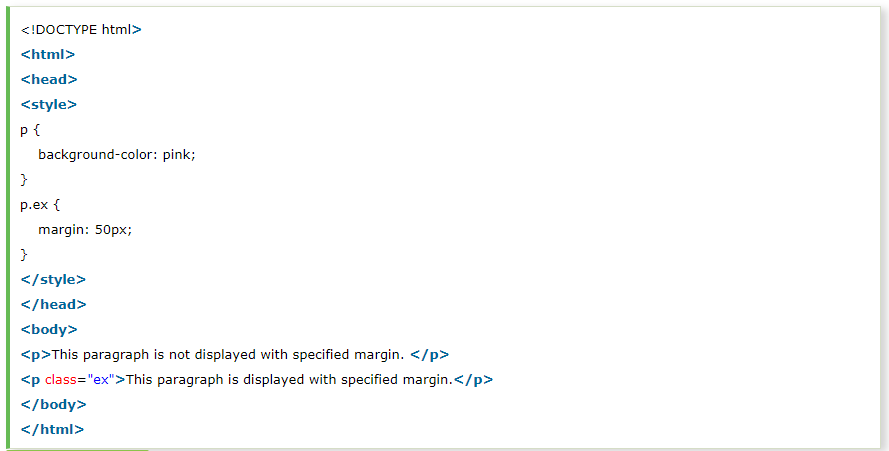 <!DOCTYPE html>
<html>
<head>
<style>
p {
    background-color: pink;
}
p.ex {
    margin: 50px;
}
</style>
</head>
<body>
<p>This paragraph is not displayed with specified margin. </p>
<p class="ex">This paragraph is displayed with specified margin.</p>
</body>
</html>